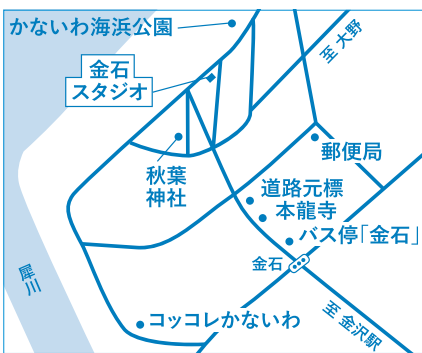 かないわ海浜公園
至 大野
金石
スタジオ
郵便局
秋葉
神社
道路元標
本龍寺
バス停「金石」
金石
犀川
コッコレかないわ
至 金沢駅